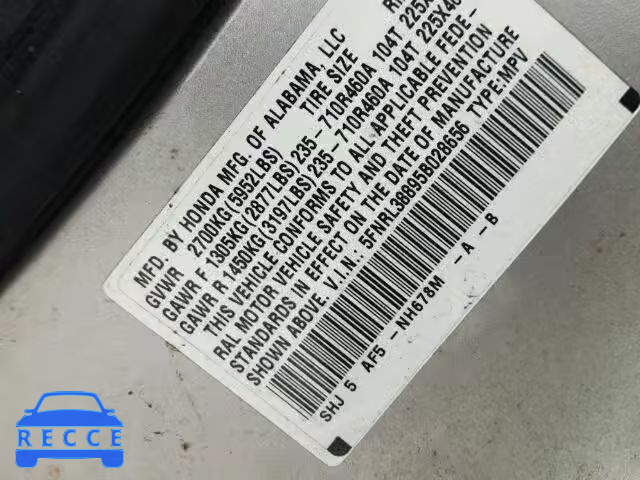 MFD. BY HONDA MFG. OF ALABAMA, LLC
GVWR 2700KG(5952LBS) TIRE SIZE
GAWR F 1305KG(2877LBS)235-710R460A 104T 225X
GAWR R 1450KG(3197LBS)235-710R460A 104T 225X46
THIS VEHICLE CONFORMS TO ALL APPLICABLE FEDE-
RAL MOTOR VEHICLE SAFETY AND THEFT PREVENTION
STANDARDS IN EFFECT ON THE DATE OF MANUFACTURE
SHOWN ABOVE. V.I.N.: 5FNRL38895B028656 TYPE:MPV
SHJ 5 AF5 -NH678M -A -B
RECCE